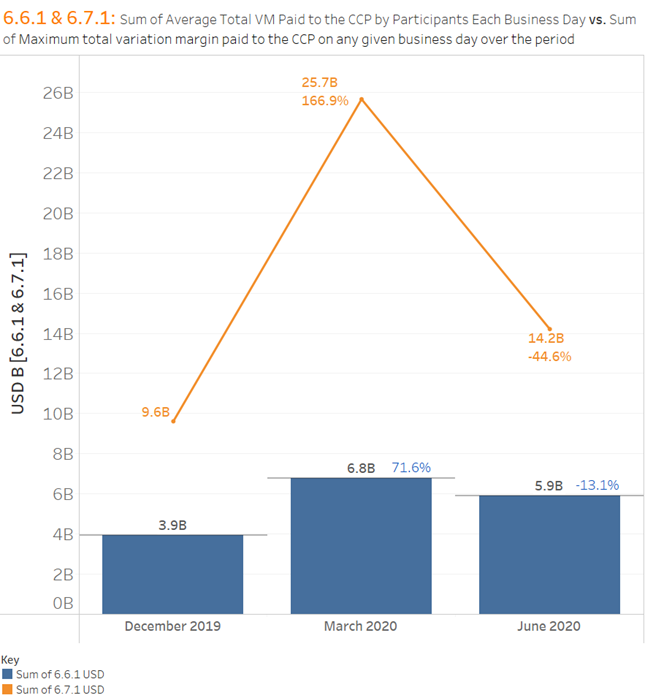 6.6.1 & 6.7.1: Sum of Average Total VM Paid to the CCP by Participants Each Business Day vs. Sum
of Maximum total variation margin paid to the CCP on any given business day over the period
USD B [6.6.1 & 6.7.1]
26B
24B
22B
20B
18B
16B
14B
12B
10B
8B
6B
4B
2B
0B
25.7B
166.9%
14.2B
-44.6%
9.6B
6.8B 71.6%
5.9B -13.1%
3.9B
December 2019
March 2020
June 2020
Key
Sum of 6.6.1 USD
Sum of 6.7.1 USD